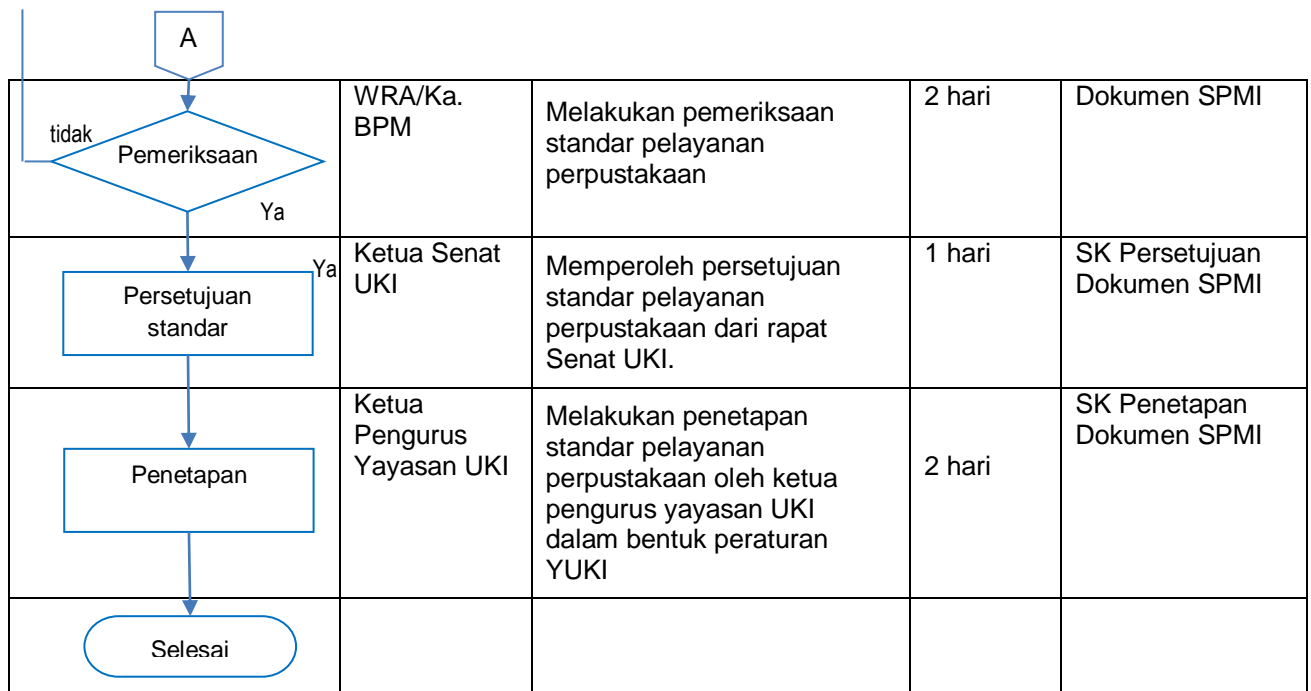 A
tidak
Pemeriksaan
Ya
WRA/Ka.
BPM
Melakukan pemeriksaan
standar pelayanan
perpustakaan
2 hari
Dokumen SPMI
Ya
Persetujuan
standar
Ketua Senat
UKI
Memperoleh persetujuan
standar pelayanan
perpustakaan dari rapat
Senat UKI.
1 hari
SK Persetujuan
Dokumen SPMI
Penetapan
Ketua
Pengurus
Yayasan UKI
Melakukan penetapan
standar pelayanan
perpustakaan oleh ketua
pengurus yayasan UKI
dalam bentuk peraturan
YUKI
2 hari
SK Penetapan
Dokumen SPMI
Selesai